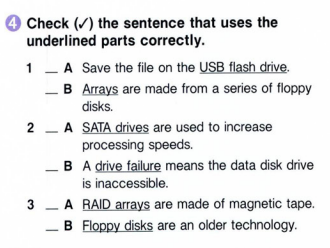 4 Check (✓) the sentence that uses the
underlined parts correctly.
1 __ A Save the file on the USB flash drive.
__ B Arrays are made from a series of floppy
disks.
2 __ A SATA drives are used to increase
processing speeds.
__ B A drive failure means the data disk drive
is inaccessible.
3 __ A RAID arrays are made of magnetic tape.
__ B Floppy disks are an older technology.